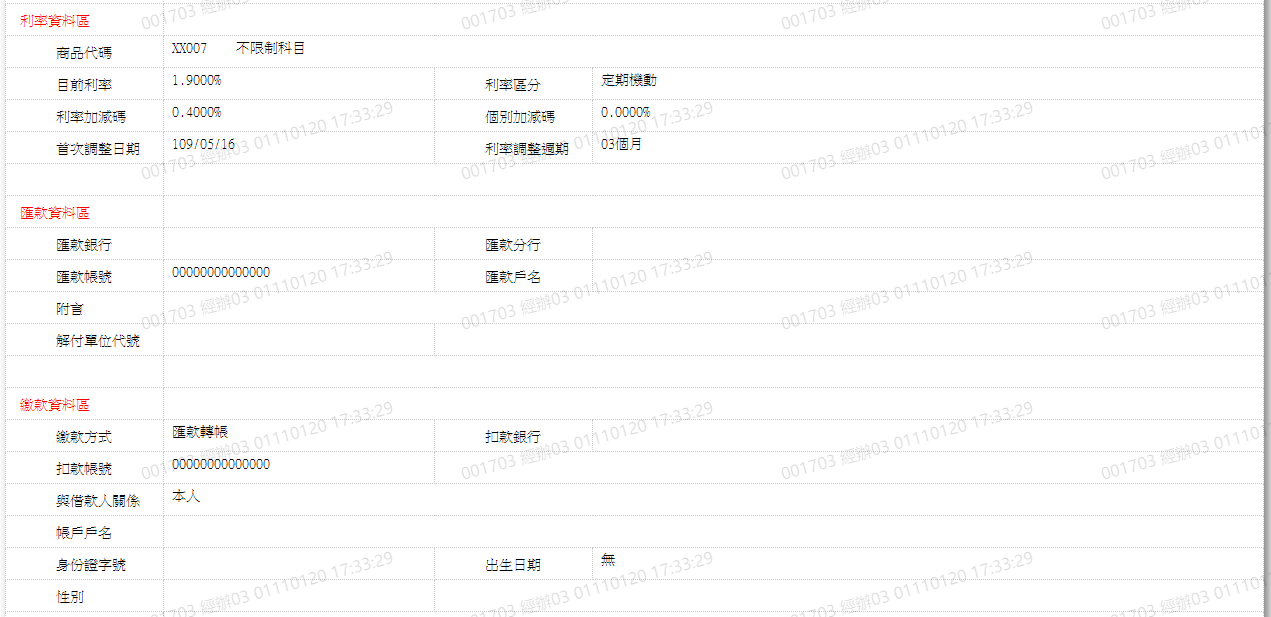 利率資料區
商品代碼 XX007 不限制科目
目前利率 1.9000% 利率區分 定期機動
利率加減碼 0.4000% 個別加減碼 0.0000%
首次調整日期 109/05/16 利率調整週期 03個月
匯款資料區
匯款銀行 匯款分行
匯款帳號 00000000000000 匯款戶名
附言
解付單位代號
繳款資料區
繳款方式 匯款轉帳 扣款銀行
扣款帳號 00000000000000
與借款人關係 本人
帳戶戶名
身份證字號 出生日期 無
性別
001703 經辦03 01110120 17:33:29